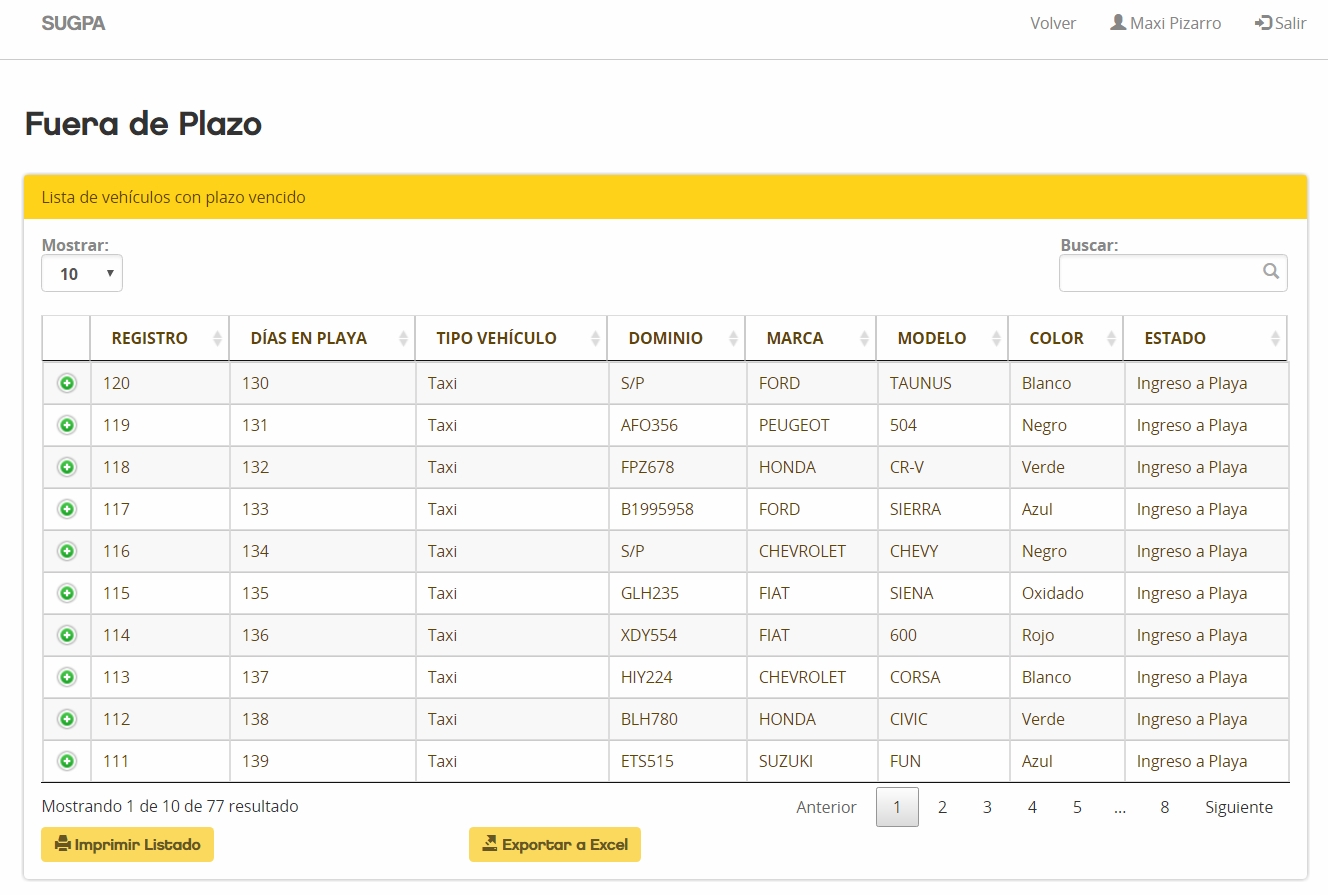 SUGPA Volver Maxi Pizarro Salir
Fuera de Plazo
Lista de vehículos con plazo vencido
Mostrar: Buscar:
10
REGISTRO DÍAS EN PLAYA TIPO VEHÍCULO DOMINIO MARCA MODELO COLOR ESTADO
120 130 Taxi S/P FORD TAUNUS Blanco Ingreso a Playa
119 131 Taxi AFO356 PEUGEOT 504 Negro Ingreso a Playa
118 132 Taxi FPZ678 HONDA CR-V Verde Ingreso a Playa
117 133 Taxi B1995958 FORD SIERRA Azul Ingreso a Playa
116 134 Taxi S/P CHEVROLET CHEVY Negro Ingreso a Playa
115 135 Taxi GLH235 FIAT SIENA Oxidado Ingreso a Playa
114 136 Taxi XDY554 FIAT 600 Rojo Ingreso a Playa
113 137 Taxi HIY224 CHEVROLET CORSA Blanco Ingreso a Playa
112 138 Taxi BLH780 HONDA CIVIC Verde Ingreso a Playa
111 139 Taxi ETS515 SUZUKI FUN Azul Ingreso a Playa
Mostrando 1 de 10 de 77 resultado Anterior 1 2 3 4 5 ... 8 Siguiente
Imprimir Listado Exportar a Excel